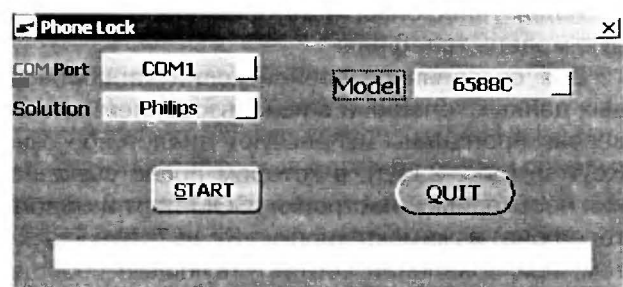 Phone Lock
COM Port COM1
Model 6588C
Solution Philips
START QUIT